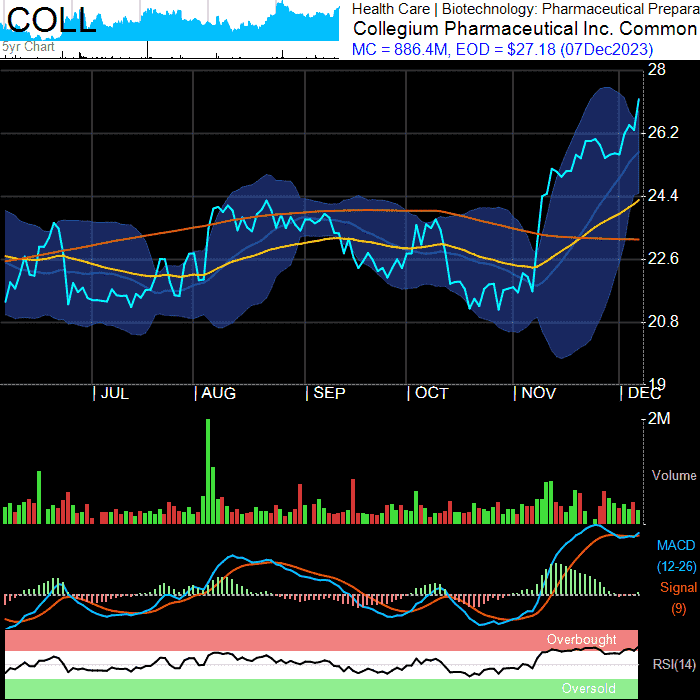 COLL
5yr Chart
Health Care | Biotechnology: Pharmaceutical Prepara
Collegium Pharmaceutical Inc. Common
MC = 886.4M, EOD = $27.18 (07Dec2023)
28
26.2
24.4
22.6
20.8
19
JUL
AUG
SEP
OCT
NOV
DEC
2M
Volume
MACD
(12-26)
Signal
(9)
Overbought
RSI(14)
Oversold